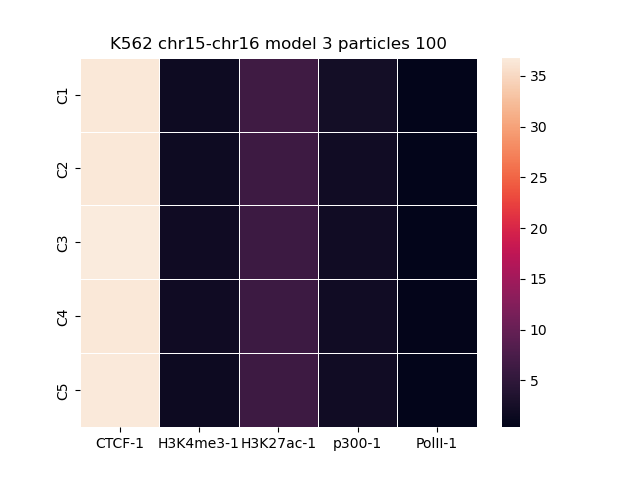 K562 chr15-chr16 model 3 particles 100
C1
C2
C3
C4
C5
CTCF-1 H3K4me3-1 H3K27ac-1 p300-1 PolII-1
35
30
25
20
15
10
5